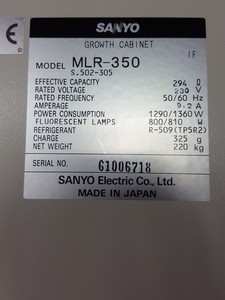 CE
SANYO
GROWTH CABINET
IF
MODEL MLR-350
S.502-305
EFFECTIVE CAPACITY 294 ℓ
RATED VOLTAGE 230 V
RATED FREQUENCY 50/60 Hz
AMPERAGE 9.2 A
POWER CONSUMPTION 1290/1360 W
FLUORESCENT LAMPS 800/810 W
REFRIGERANT R-509(TP5R2)
CHARGE 325 g
NET WEIGHT 220 kg
SERIAL NO. 61006718
SANYO Electric Co., Ltd.
MADE IN JAPAN